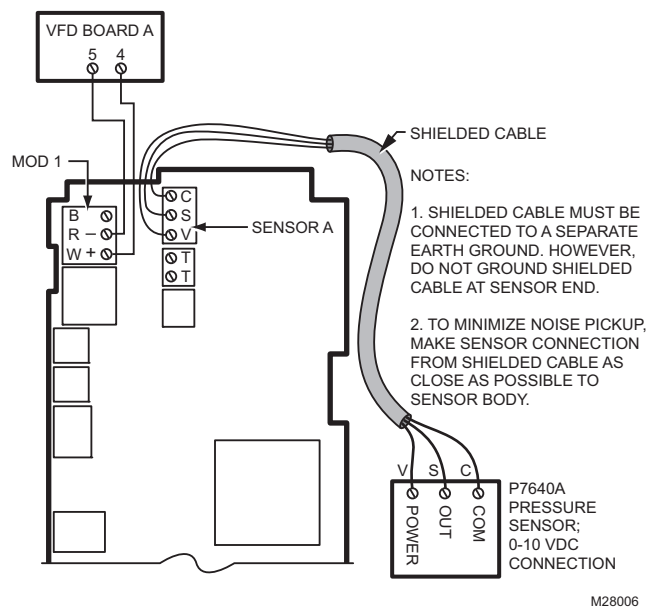 VFD BOARD A
5 4
SHIELDED CABLE
MOD 1
NOTES:
B
R –
W +
C
S
V
SENSOR A
T
T
1. SHIELDED CABLE MUST BE
CONNECTED TO A SEPARATE
EARTH GROUND. HOWEVER,
DO NOT GROUND SHIELDED
CABLE AT SENSOR END.
2. TO MINIMIZE NOISE PICKUP,
MAKE SENSOR CONNECTION
FROM SHIELDED CABLE AS
CLOSE AS POSSIBLE TO
SENSOR BODY.
V S C
POWER
OUT
COM
P7640A
PRESSURE
SENSOR;
0-10 VDC
CONNECTION
M28006